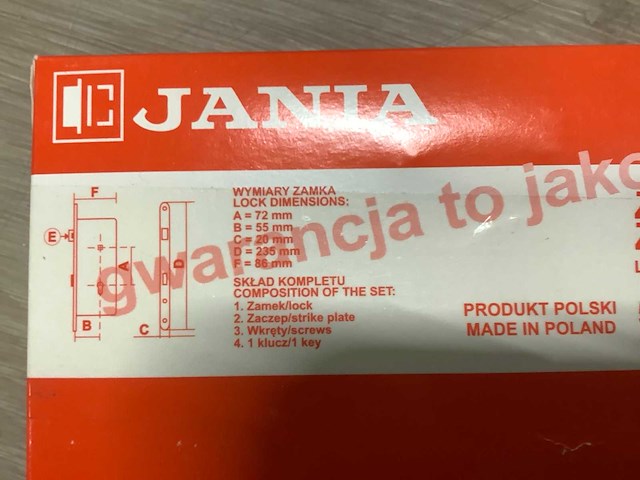 JANIA
gwarancja to jako
F
E
A
D
B
C
WYMIARY ZAMKA
LOCK DIMENSIONS:
A = 72 mm
B = 55 mm
C = 20 mm
D = 235 mm
F = 86 mm
SKŁAD KOMPLETU
COMPOSITION OF THE SET:
1. Zamek/lock
2. Zaczep/strike plate
3. Wkręty/screws
4. 1 klucz/1 key
PRODUKT POLSKI
MADE IN POLAND